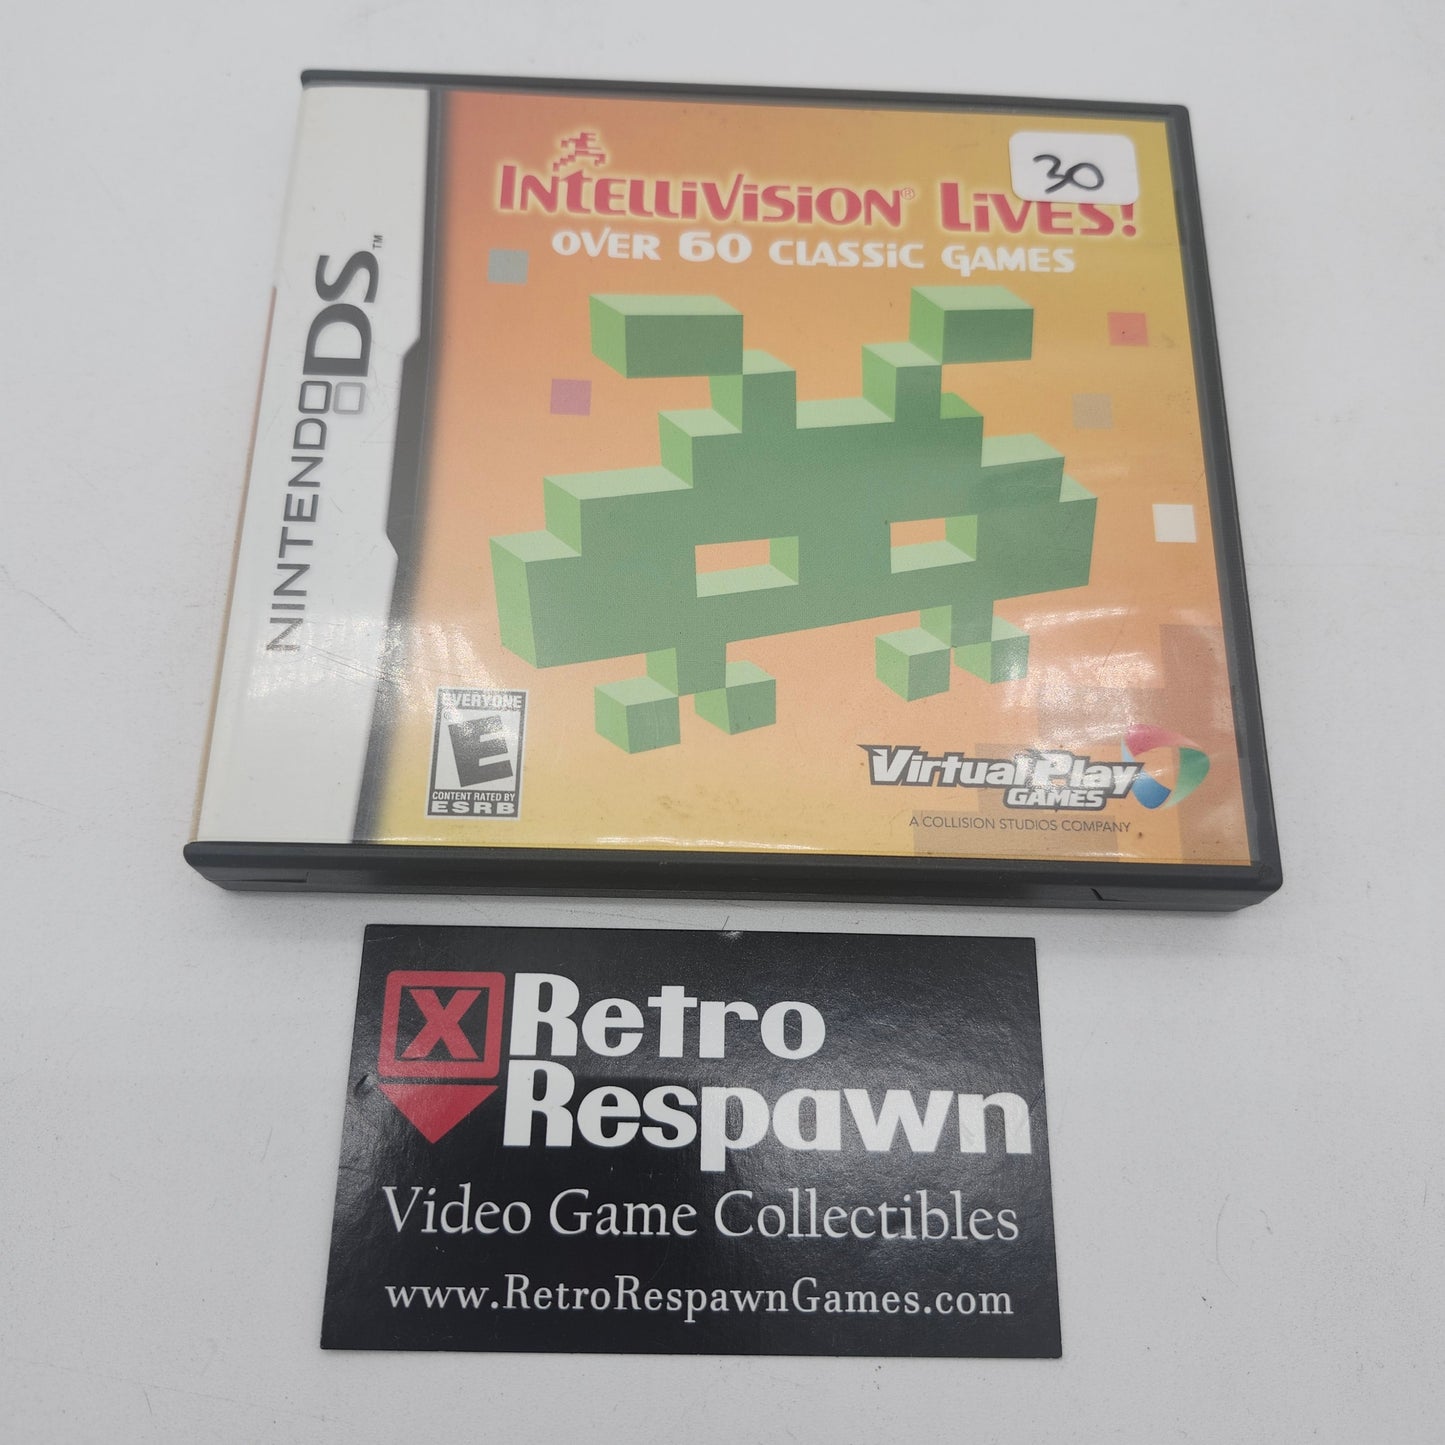 30
INTELLIVISION® LIVES!
OVER 60 CLASSIC GAMES
NINTENDO DS™
EVERYONE
E
CONTENT RATED BY
ESRB
Virtual Play
GAMES
A COLLISION STUDIOS COMPANY
X Retro
Respawn
Video Game Collectibles
www.RetroRespawnGames.com